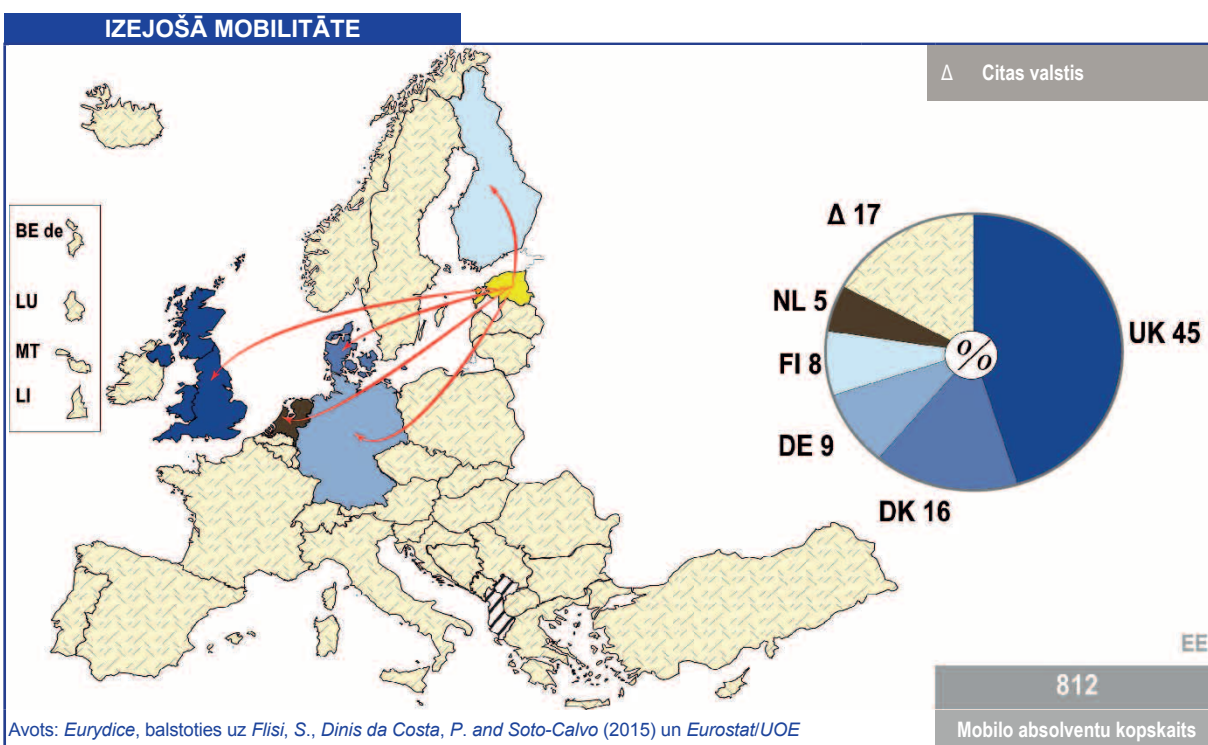 IZEJOŠĀ MOBILITĀTE
Δ Citas valstis
BE de
LU
MT
LI
Δ 17
NL 5
FI 8
DE 9
DK 16
UK 45
%
EE
812
Mobilo absolventu kopskaits
Avots: Eurydice, balstoties uz Flisi, S., Dinis da Costa, P. and Soto-Calvo (2015) un Eurostat/UOE